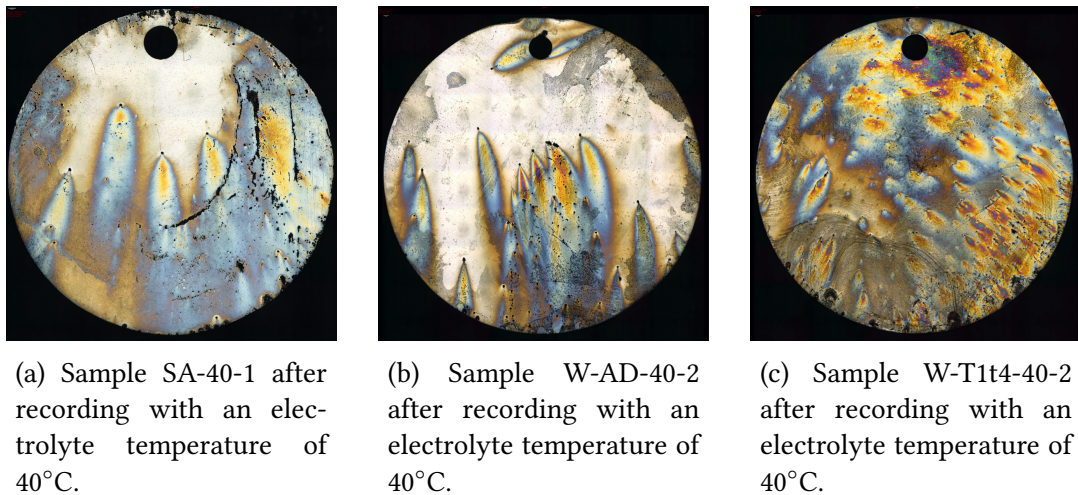 (a) Sample SA-40-1 after
recording with an elec-
trolyte temperature of
40°C.
(b) Sample W-AD-40-2
after recording with an
electrolyte temperature of
40°C.
(c) Sample W-T1t4-40-2
after recording with an
electrolyte temperature of
40°C.